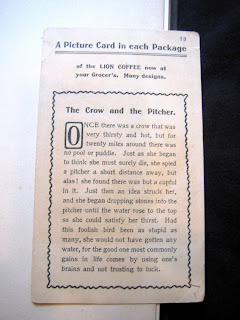 13
A Picture Card in each Package
of the LION COFFEE now at
your Grocer's. Many designs.
The Crow and the Pitcher.
ONCE there was a crow that was
very thirsty and hot, but for
twenty miles around there was
no pool or puddle. Just as she began
to think she must surely die, she spied
a pitcher a short distance away, but
alas! she found there was but a cupful
in it. Just then an idea struck her,
and she began dropping stones into the
pitcher until the water rose to the top
so she could satisfy her thirst. Had
this foolish bird been as stupid as
many, she would not have gotten any
water, for the good one most commonly
gains in life comes by using one's
brains and not trusting to luck.